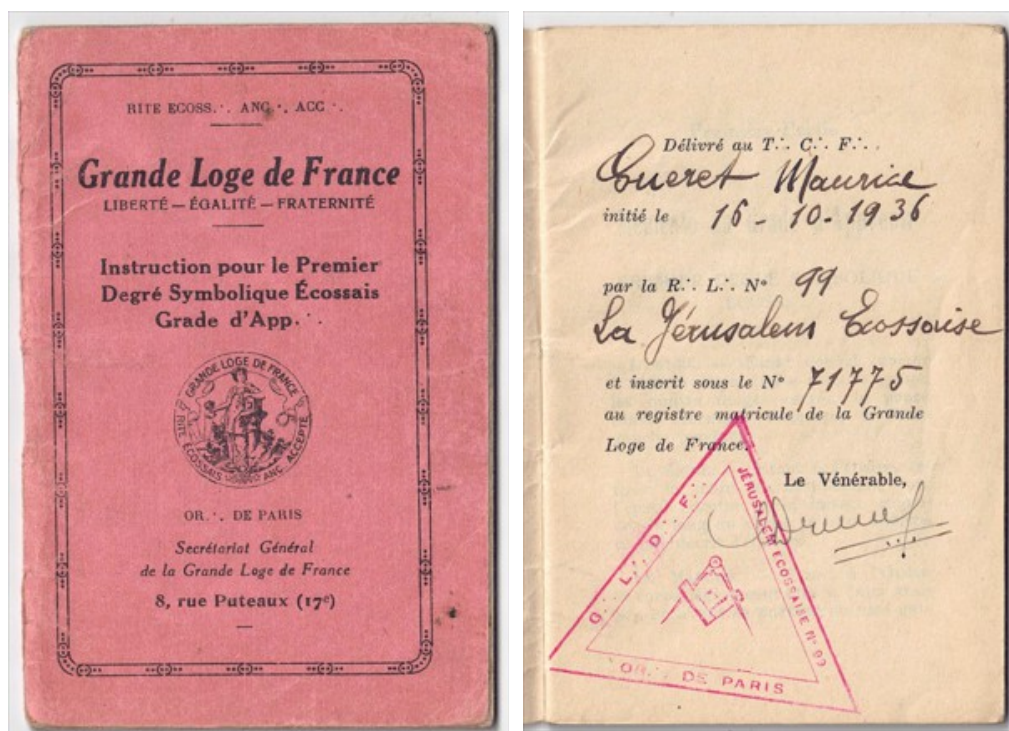 RITE ECOSS.∙. ANC.∙. ACC.∙.
Grande Loge de France
LIBERTÉ — ÉGALITÉ — FRATERNITÉ
Instruction pour le Premier
Degré Symbolique Écossais
Grade d'App.∙.
GRANDE LOGE DE FRANCE
RITE ECOSSAIS ANC ACCEPTÉ
OR.∙. DE PARIS
Secrétariat Général
de la Grande Loge de France
8, rue Puteaux (17e)
Délivré au T.∙. C.∙. F.∙.
Maurice
initié le 16-10-1936
par la R.∙. L.∙. N° 99
La Jérusalem Ecossaise
et inscrit sous le N° 71775
au registre matricule de la Grande
Loge de France.
Le Vénérable,
G.∙. L.∙. D.∙. F.∙.
JÉRUSALEM ECOSSAISE N° 99
OR.∙. DE PARIS